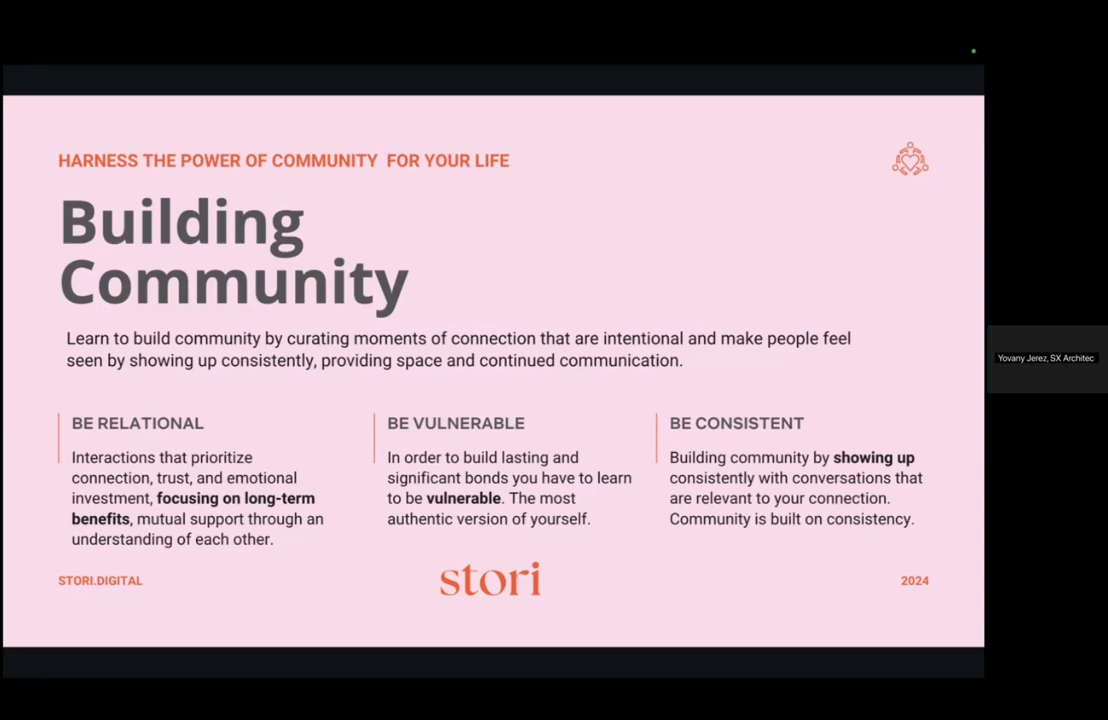 HARNESS THE POWER OF COMMUNITY FOR YOUR LIFE
Building
Community
Learn to build community by curating moments of connection that are intentional and make people feel
seen by showing up consistently, providing space and continued communication.
BE RELATIONAL
Interactions that prioritize
connection, trust, and emotional
investment, focusing on long-term
benefits, mutual support through an
understanding of each other.
BE VULNERABLE
In order to build lasting and
significant bonds you have to learn
to be vulnerable. The most
authentic version of yourself.
BE CONSISTENT
Building community by showing up
consistently with conversations that
are relevant to your connection.
Community is built on consistency.
STORI.DIGITAL
stori
2024
Yovany Jerez, SX Architec